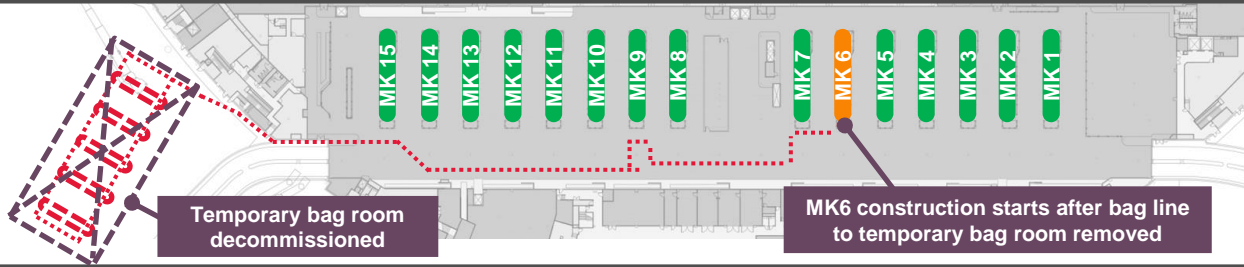 MK 15
MK 14
MK 13
MK 12
MK 11
MK 10
MK 9
MK 8
MK 7
MK 6
MK 5
MK 4
MK 3
MK 2
MK 1
Temporary bag room
decommissioned
MK6 construction starts after bag line
to temporary bag room removed